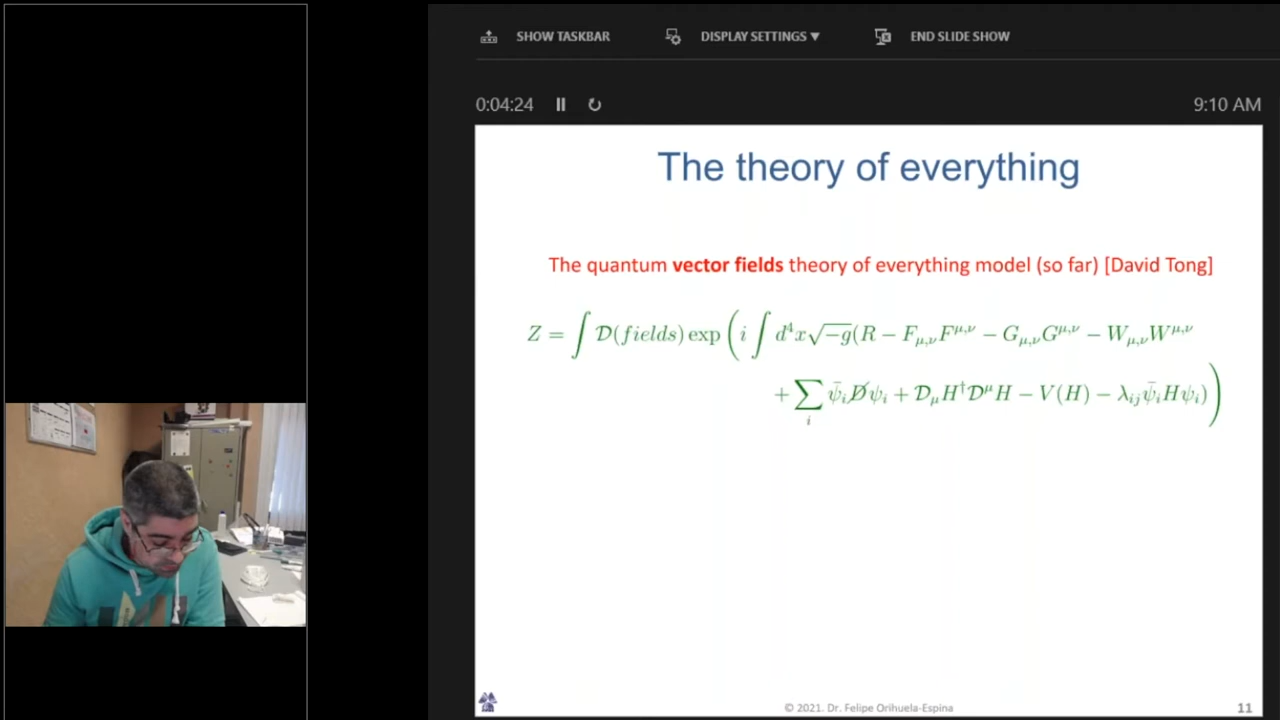 SHOW TASKBAR DISPLAY SETTINGS ▼ END SLIDE SHOW
0:04:24 9:10 AM
The theory of everything
The quantum vector fields theory of everything model (so far) [David Tong]
Z = ∫ 𝒟(fields) exp ( i ∫ d⁴x√−g (R − F_{μ,ν}F^{μ,ν} − G_{μ,ν}G^{μ,ν} − W_{μ,ν}W^{μ,ν}
+ ∑_i ψ̄_i D̸ ψ_i + 𝒟_μ H^† 𝒟^μ H − V(H) − λ_{ij} ψ̄_i H ψ_i) )
© 2021. Dr. Felipe Orihuela-Espina
11